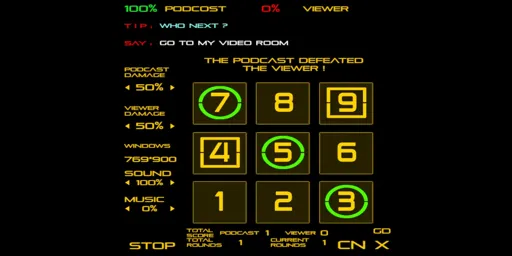 100% PODCOST 0% VIEWER
TIP: WHO NEXT ?
SAY: GO TO MY VIDEO ROOM
THE PODCAST DEFEATED
THE VIEWER !
PODCAST
DAMAGE
◄ 50% ►
VIEWER
DAMAGE
◄ 50% ►
WINDOWS
769*900
SOUND
◄ 100% ►
MUSIC
◄ 0% ►
7 8 9
4 5 6
1 2 3
STOP
TOTAL
SCORE PODCAST 1 VIEWER 0
TOTAL
ROUNDS 1 CURRENT
ROUNDS 1
CN
GD
X